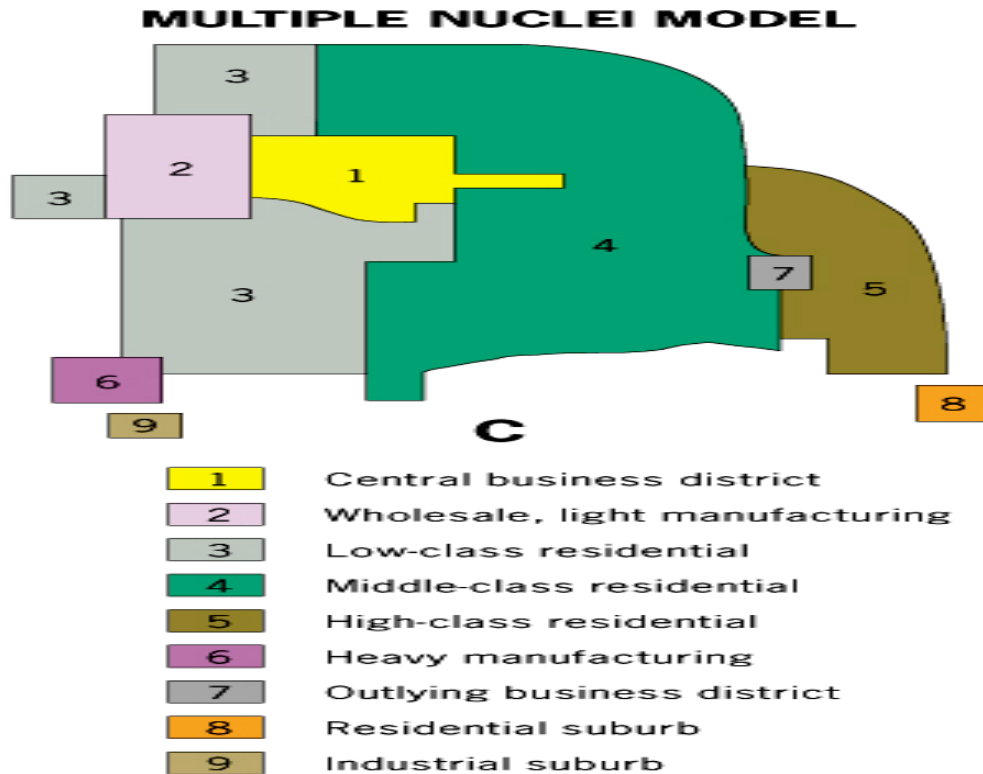 MULTIPLE NUCLEI MODEL
3
2
1
3
4
7
5
3
6
8
9
C
1 Central business district
2 Wholesale, light manufacturing
3 Low-class residential
4 Middle-class residential
5 High-class residential
6 Heavy manufacturing
7 Outlying business district
8 Residential suburb
9 Industrial suburb